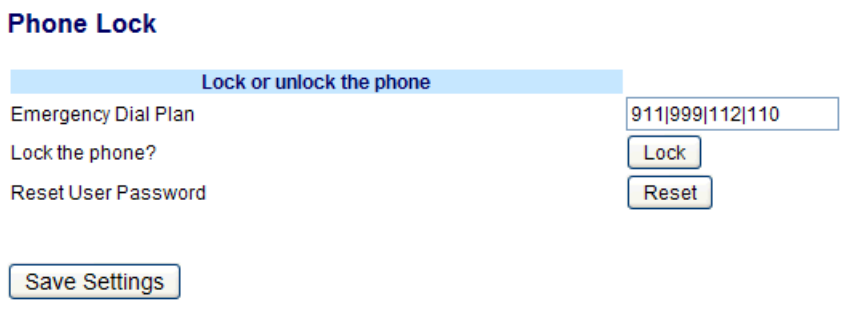 Phone Lock
Lock or unlock the phone
Emergency Dial Plan 911|999|112|110
Lock the phone? Lock
Reset User Password Reset
Save Settings